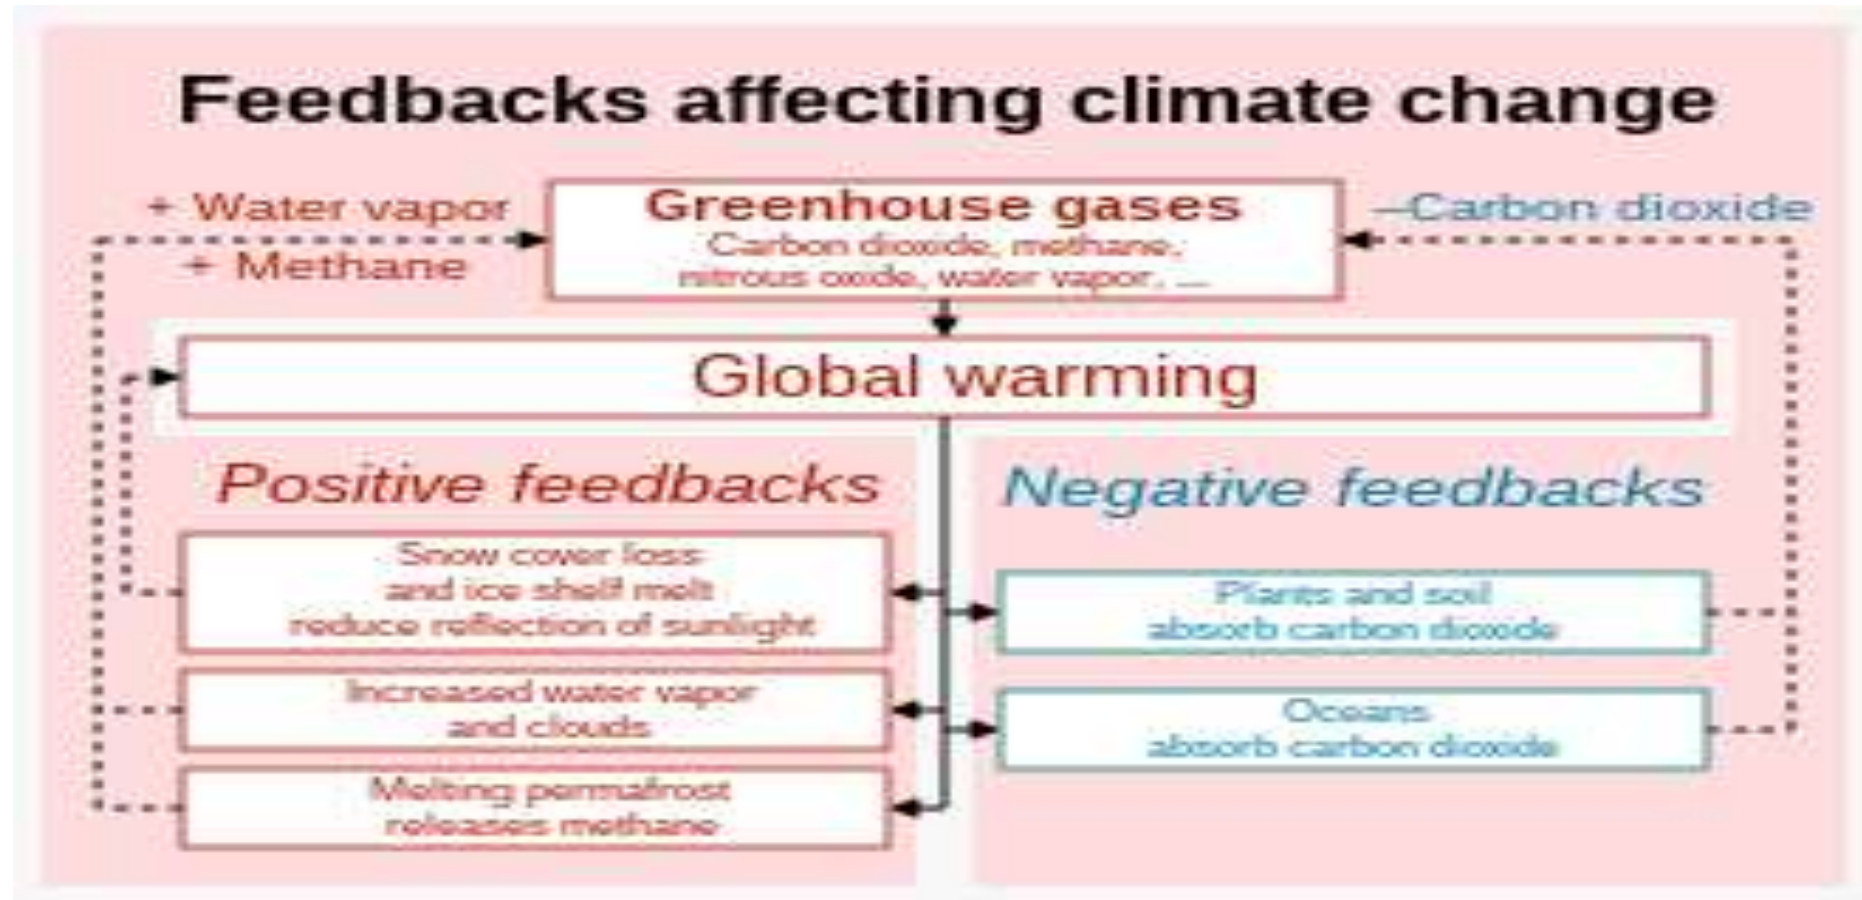 Feedbacks affecting climate change
+ Water vapor
+ Methane
Greenhouse gases
Carbon dioxide, methane,
nitrous oxide, water vapor, ...
–Carbon dioxide
Global warming
Positive feedbacks
Snow cover loss
and ice shelf melt
reduce reflection of sunlight
Increased water vapor
and clouds
Melting permafrost
releases methane
Negative feedbacks
Plants and soil
absorb carbon dioxide
Oceans
absorb carbon dioxide